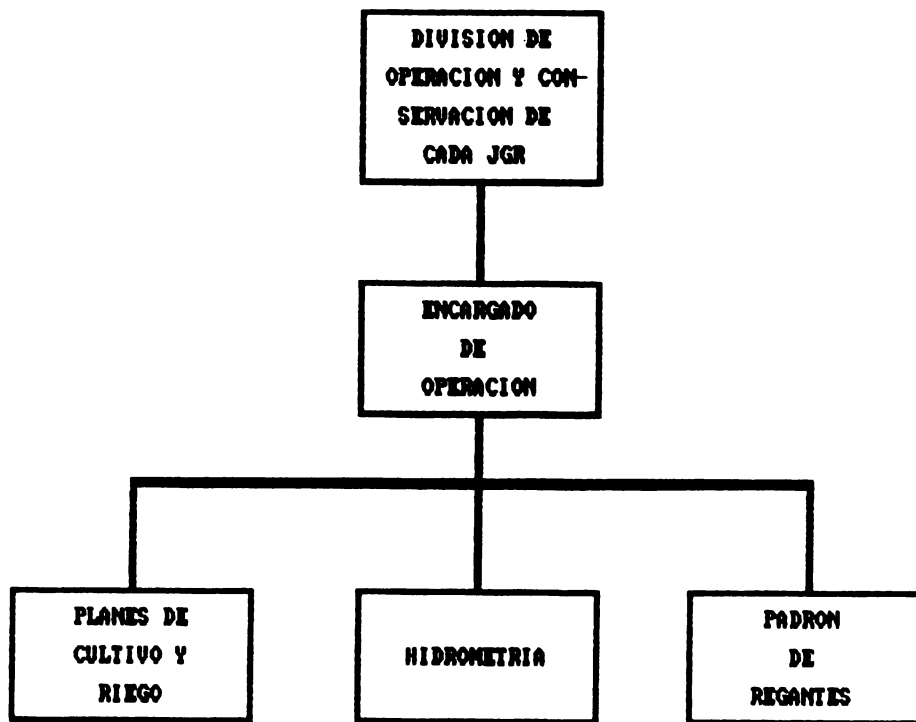 DIVISION DE
OPERACION Y CON-
SERVACION DE
CADA JGR
ENCARGADO
DE
OPERACION
PLANES DE
CULTIVO Y
RIEGO
HIDROMETRIA
PADRON
DE
REGANTES